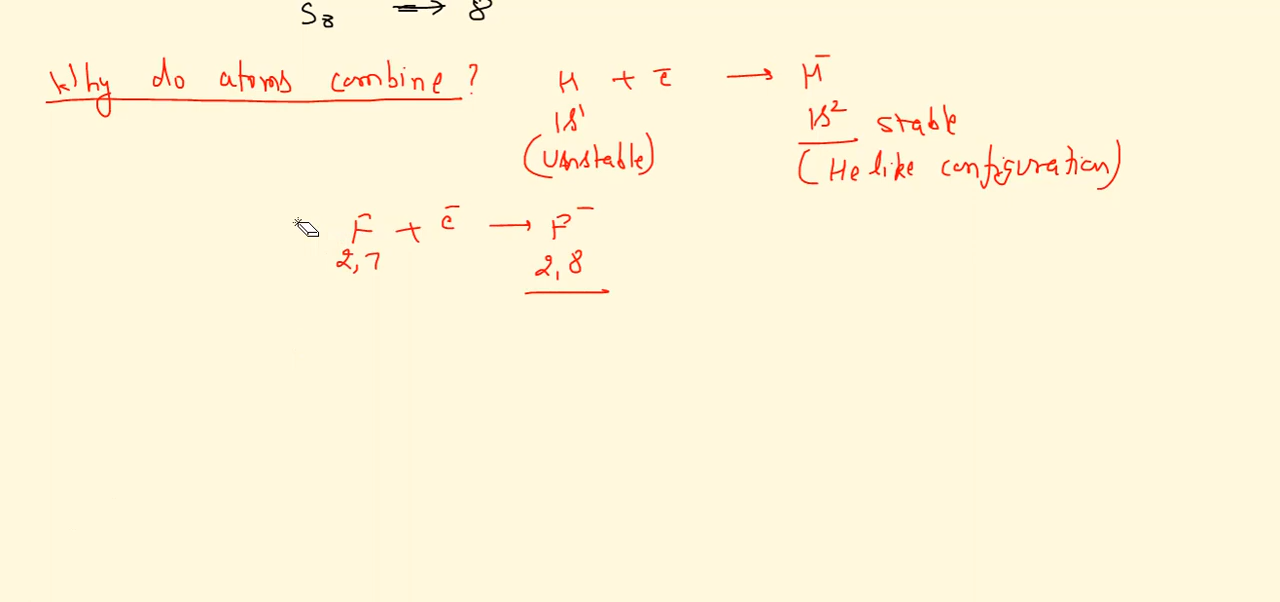 S₈ ⟹ 8
Why do atoms combine? H + e⁻ → H⁻
1s¹ 1s² stable
(Unstable) (He like configuration)
F + e⁻ → F⁻
2,7 2,8